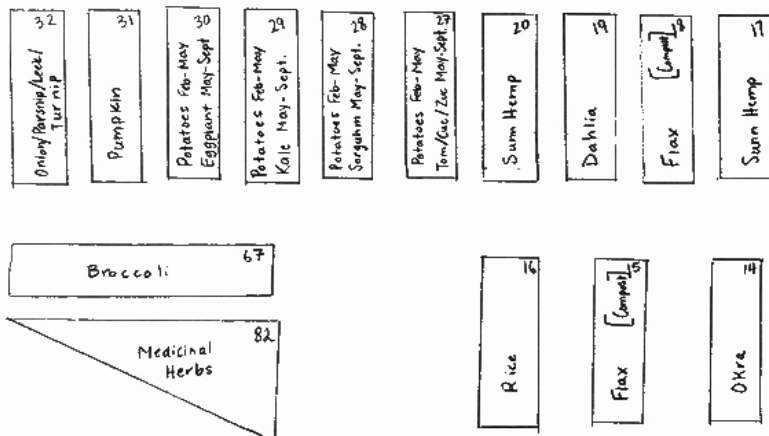 32
Onion/Parsnip/Leek/
Turnip
31
Pumpkin
30
Potatoes Feb-May
Eggplant May-Sept
29
Potatoes Feb-May
Kale May-Sept.
28
Potatoes Feb-May
Sorguhm May-Sept.
27
Potatoes Feb-May
Tom/Cuc/Zuc May-Sept.
20
Sunn Hemp
19
Dahlia
18
Flax [Compost]
17
Sunn Hemp
67
Broccoli
82
Medicinal
Herbs
16
Rice
15
Flax [Compost]
14
Okra